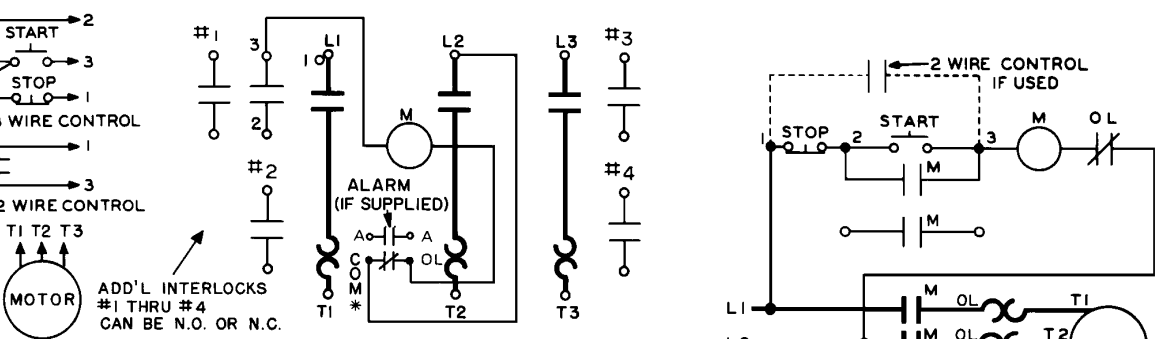 2
START
3
STOP
1
WIRE CONTROL
1
3
2 WIRE CONTROL
T1 T2 T3
MOTOR
ADD'L INTERLOCKS
#1 THRU #4
CAN BE N.O. OR N.C.
#1
3
2
#2
L1
1
L2
L3
M
ALARM
(IF SUPPLIED)
A
A
COM*
OL
T1
T2
T3
#3
#4
2 WIRE CONTROL
IF USED
1
STOP
2
START
3
M
OL
M
M
L1
M
OL
T1
M
OL
T2